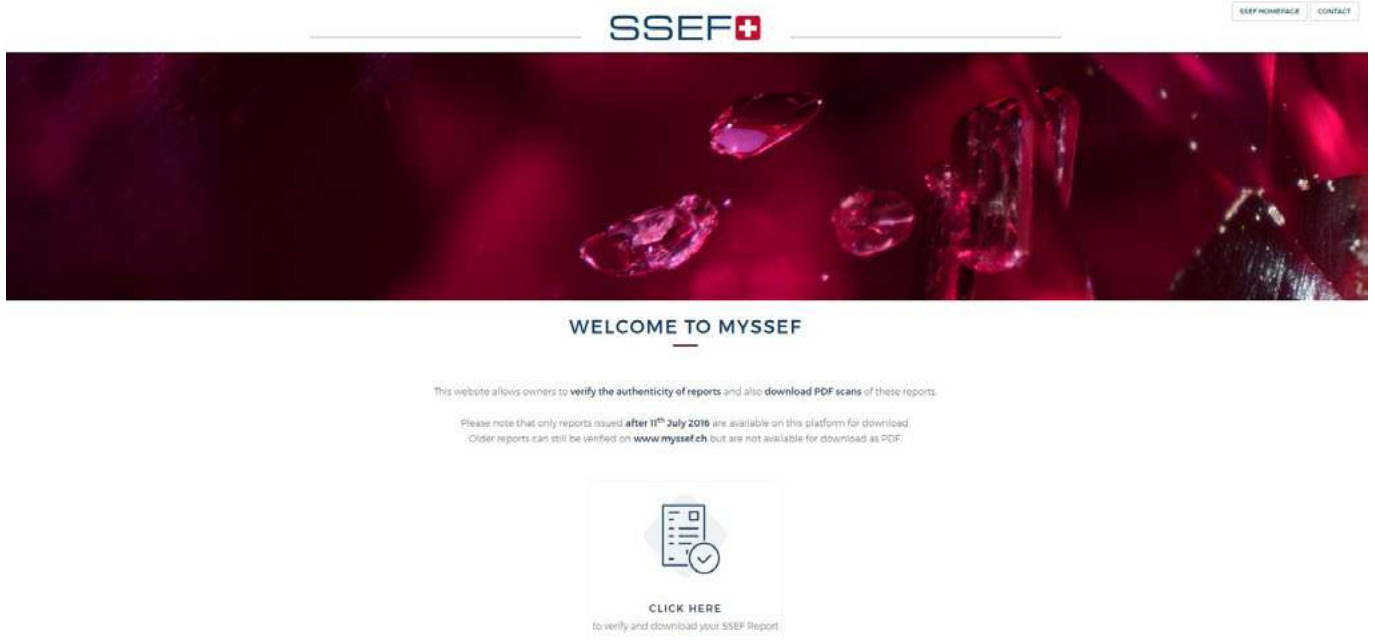 SSEF
SSEF HOMEPAGE CONTACT
WELCOME TO MYSSEF
This website allows owners to verify the authenticity of reports and also download PDF scans of these reports.
Please note that only reports issued after 11th July 2016 are available on this platform for download.
Older reports can still be verified on www.myssef.ch but are not available for download as PDF.
CLICK HERE
to verify and download your SSEF Report